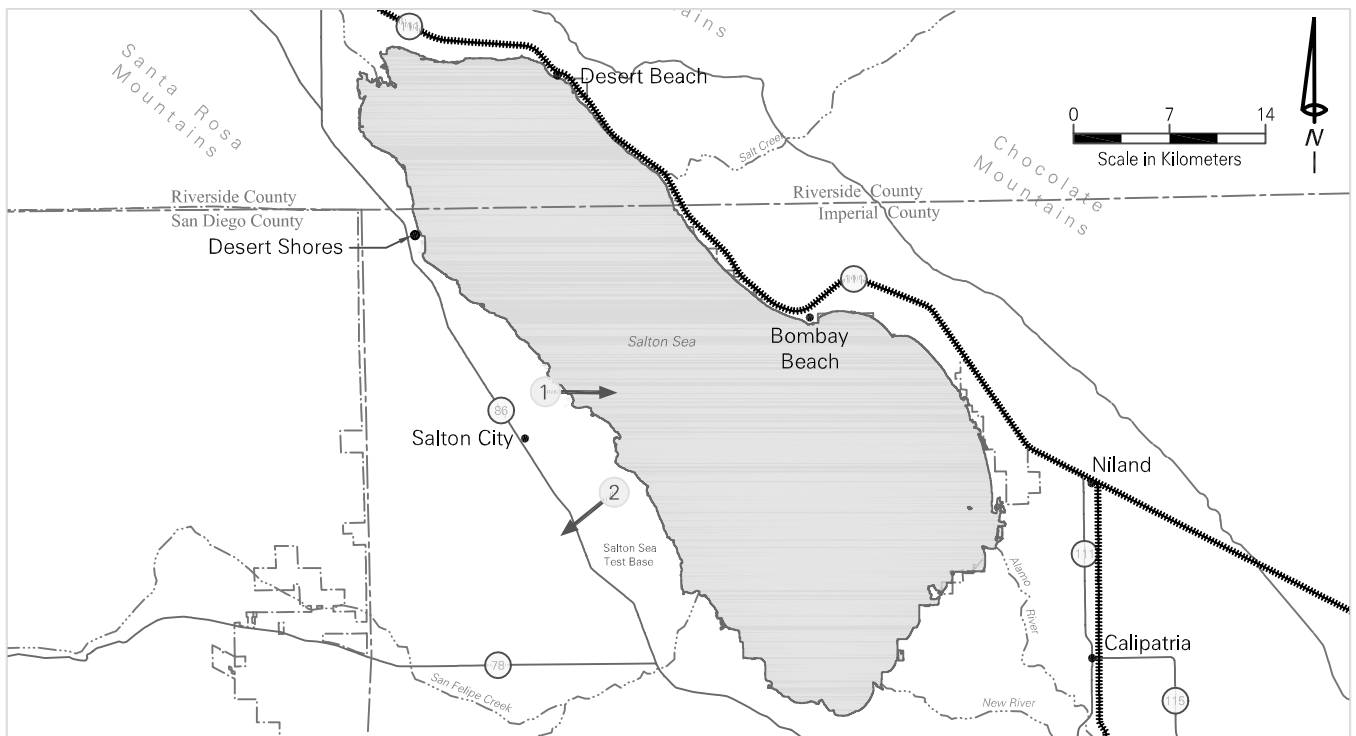 Santa Rosa
Mountains
Mountains
Desert Beach
Salt Creek
0 7 14
Scale in Kilometers
N
Chocolate
Mountains
Riverside County
San Diego County
Riverside County
Imperial County
Desert Shores
Salton Sea
Bombay
Beach
1
86
Salton City
2
Salton Sea
Test Base
Niland
111
Alamo
River
Calipatria
78
San Felipe Creek
New River
115